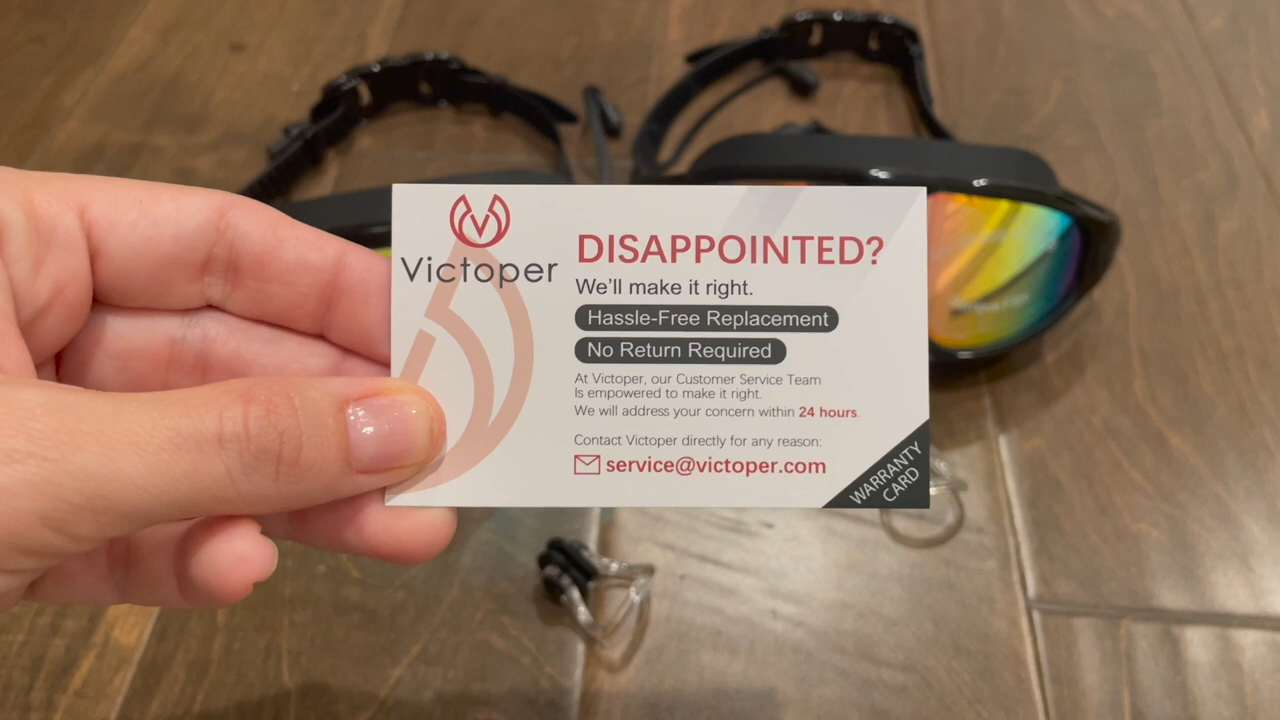 Victoper
DISAPPOINTED?
We'll make it right.
Hassle-Free Replacement
No Return Required
At Victoper, our Customer Service Team
Is empowered to make it right.
We will address your concern within 24 hours.
Contact Victoper directly for any reason:
service@victoper.com
WARRANTY
CARD